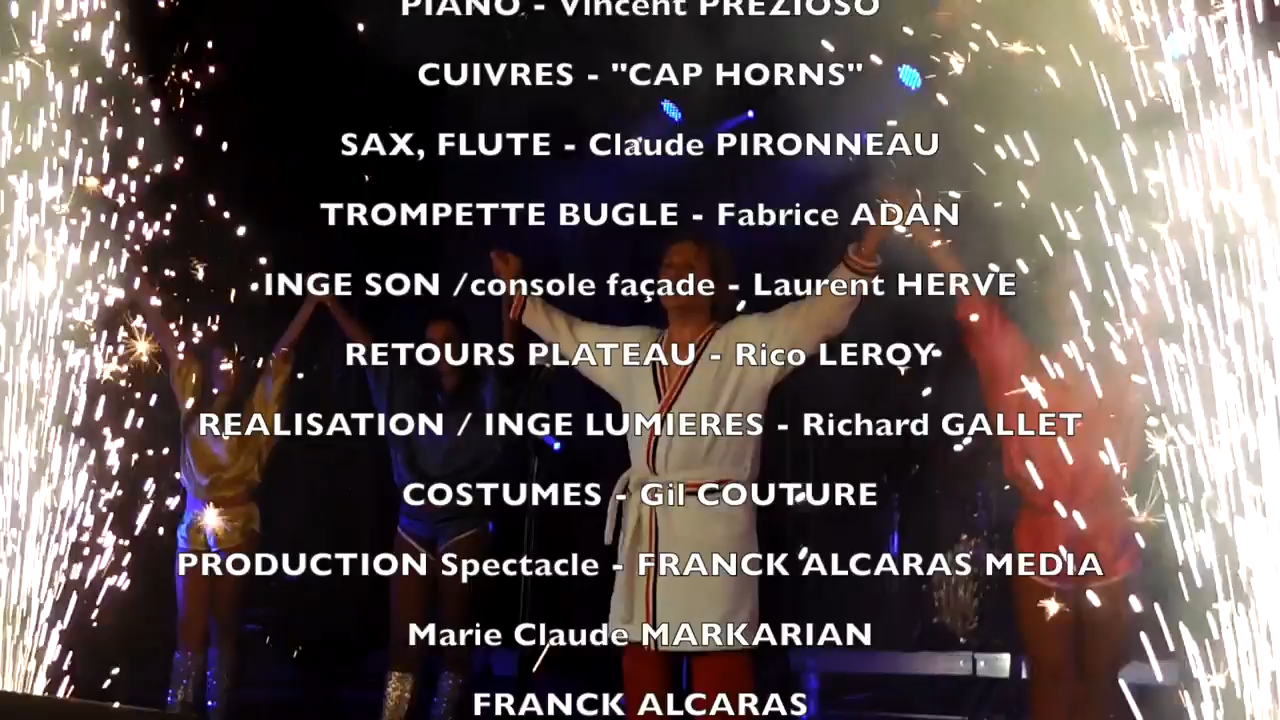 PIANO - Vincent PREZIOSO
CUIVRES - "CAP HORNS"
SAX, FLUTE - Claude PIRONNEAU
TROMPETTE BUGLE - Fabrice ADAN
INGE SON /console façade - Laurent HERVE
RETOURS PLATEAU - Rico LEROY
REALISATION / INGE LUMIERES - Richard GALLET
COSTUMES - Gil COUTURE
PRODUCTION Spectacle - FRANCK ALCARAS MEDIA
Marie Claude MARKARIAN
FRANCK ALCARAS